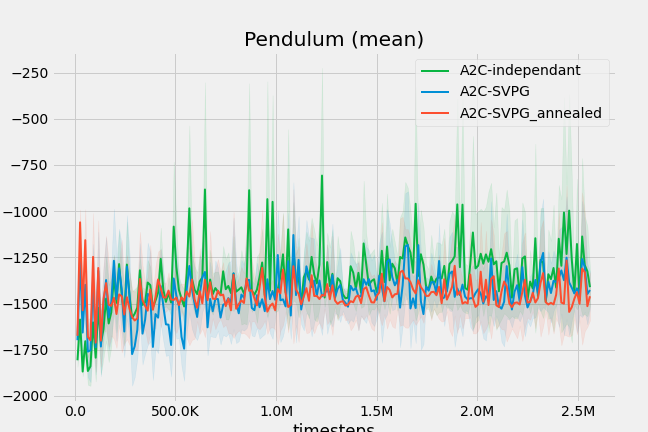 Pendulum (mean)
A2C-independant
A2C-SVPG
A2C-SVPG_annealed
−250
−500
−750
−1000
−1250
−1500
−1750
−2000
0.0 500.0K 1.0M 1.5M 2.0M 2.5M
timesteps